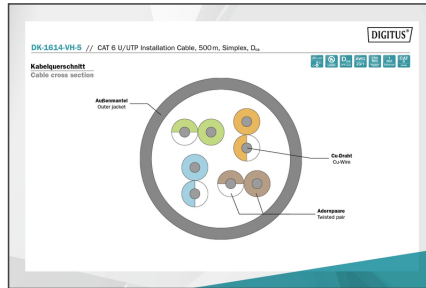 DIGITUS®
DK-1614-VH-5 // CAT 6 U/UTP Installation Cable, 500 m, Simplex, Dca
Kabelquerschnitt
Cable cross section
Außenmantel
Outer jacket
Cu-Draht
Cu-Wire
Adernpaare
Twisted pair